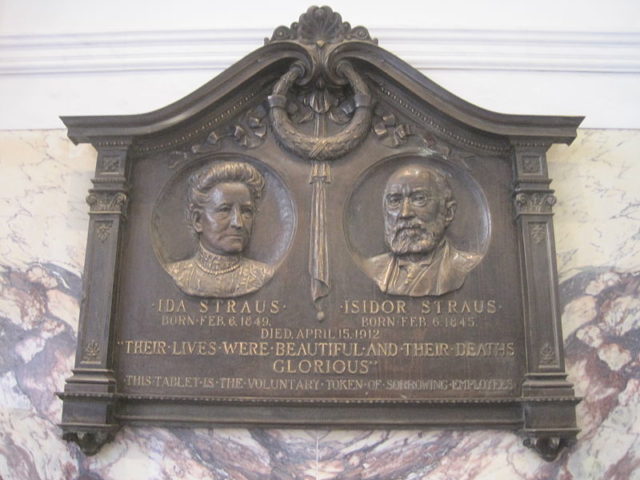 ·IDA STRAUS·
BORN·FEB·6·1849·
·ISIDOR STRAUS·
BORN·FEB·6·1845·
DIED·APRIL·15·1912·
"THEIR·LIVES·WERE·BEAUTIFUL·AND·THEIR·DEATHS
GLORIOUS"
·THIS·TABLET·IS·THE·VOLUNTARY·TOKEN·OF·SORROWING·EMPLOYEES·